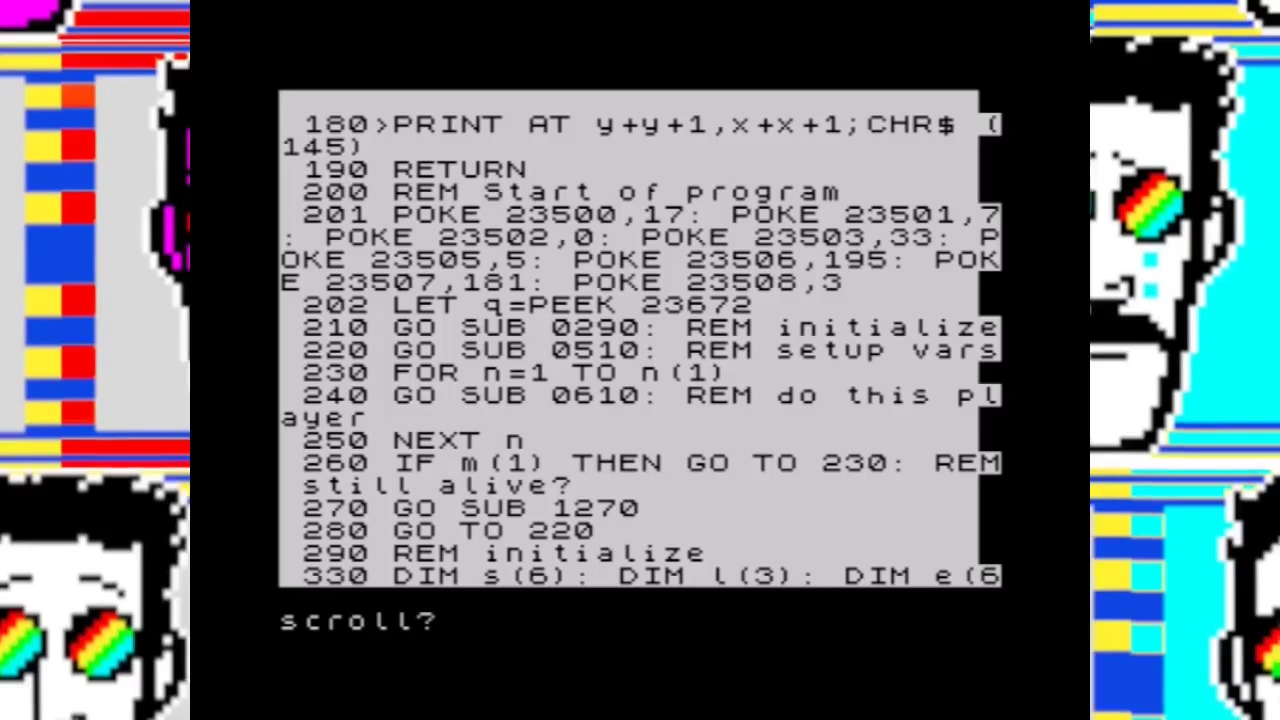 180>PRINT AT y+y+1,x+x+1;CHR$ (
145)
190 RETURN
200 REM Start of program
201 POKE 23500,17: POKE 23501,7
: POKE 23502,0: POKE 23503,33: P
OKE 23505,5: POKE 23506,195: POK
E 23507,181: POKE 23508,3
202 LET q=PEEK 23672
210 GO SUB 0290: REM initialize
220 GO SUB 0510: REM setup vars
230 FOR n=1 TO n(1)
240 GO SUB 0610: REM do this pl
ayer
250 NEXT n
260 IF m(1) THEN GO TO 230: REM
still alive?
270 GO SUB 1270
280 GO TO 220
290 REM initialize
330 DIM s(6): DIM l(3): DIM e(6
scroll?